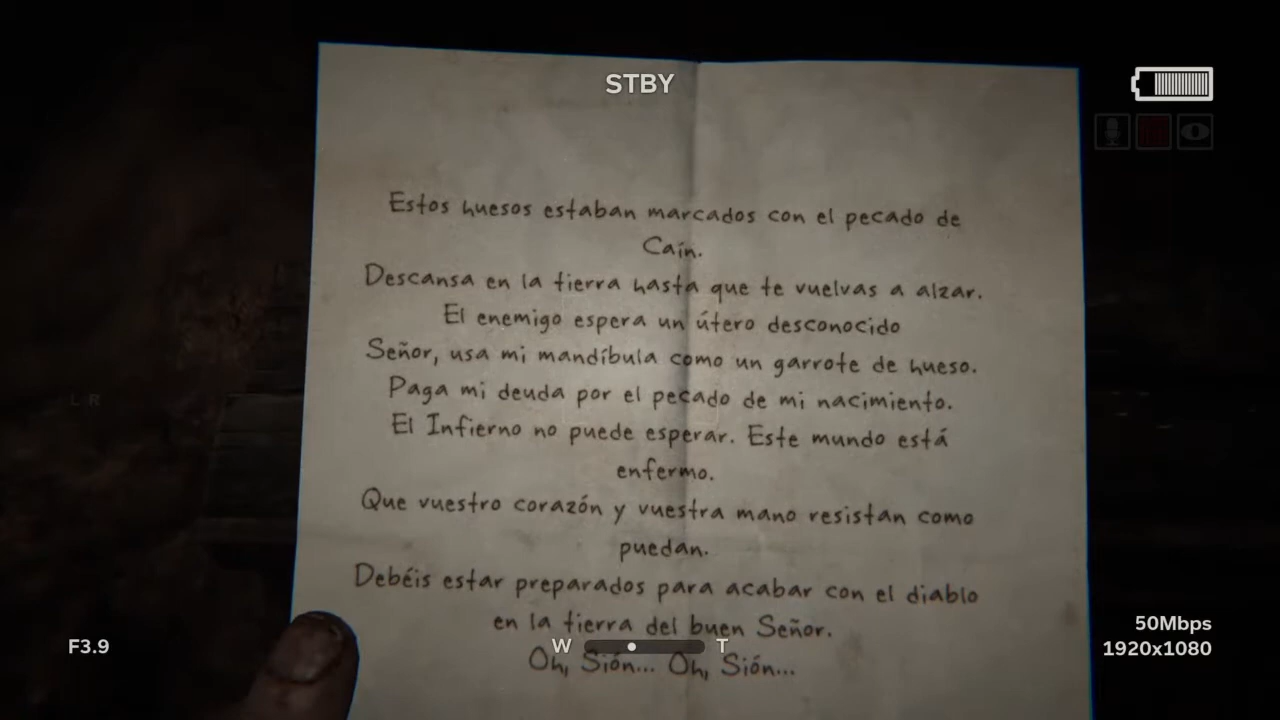 STBY
Estos huesos estaban marcados con el pecado de
Caín.
Descansa en la tierra hasta que te vuelvas a alzar.
El enemigo espera un útero desconocido
Señor, usa mi mandíbula como un garrote de hueso.
Paga mi deuda por el pecado de mi nacimiento.
El Infierno no puede esperar. Este mundo está
enfermo.
Que vuestro corazón y vuestra mano resistan como
puedan.
Debéis estar preparados para acabar con el diablo
en la tierra del buen Señor.
Oh, Sión... Oh, Sión...
L R
F3.9
W T
50Mbps
1920x1080